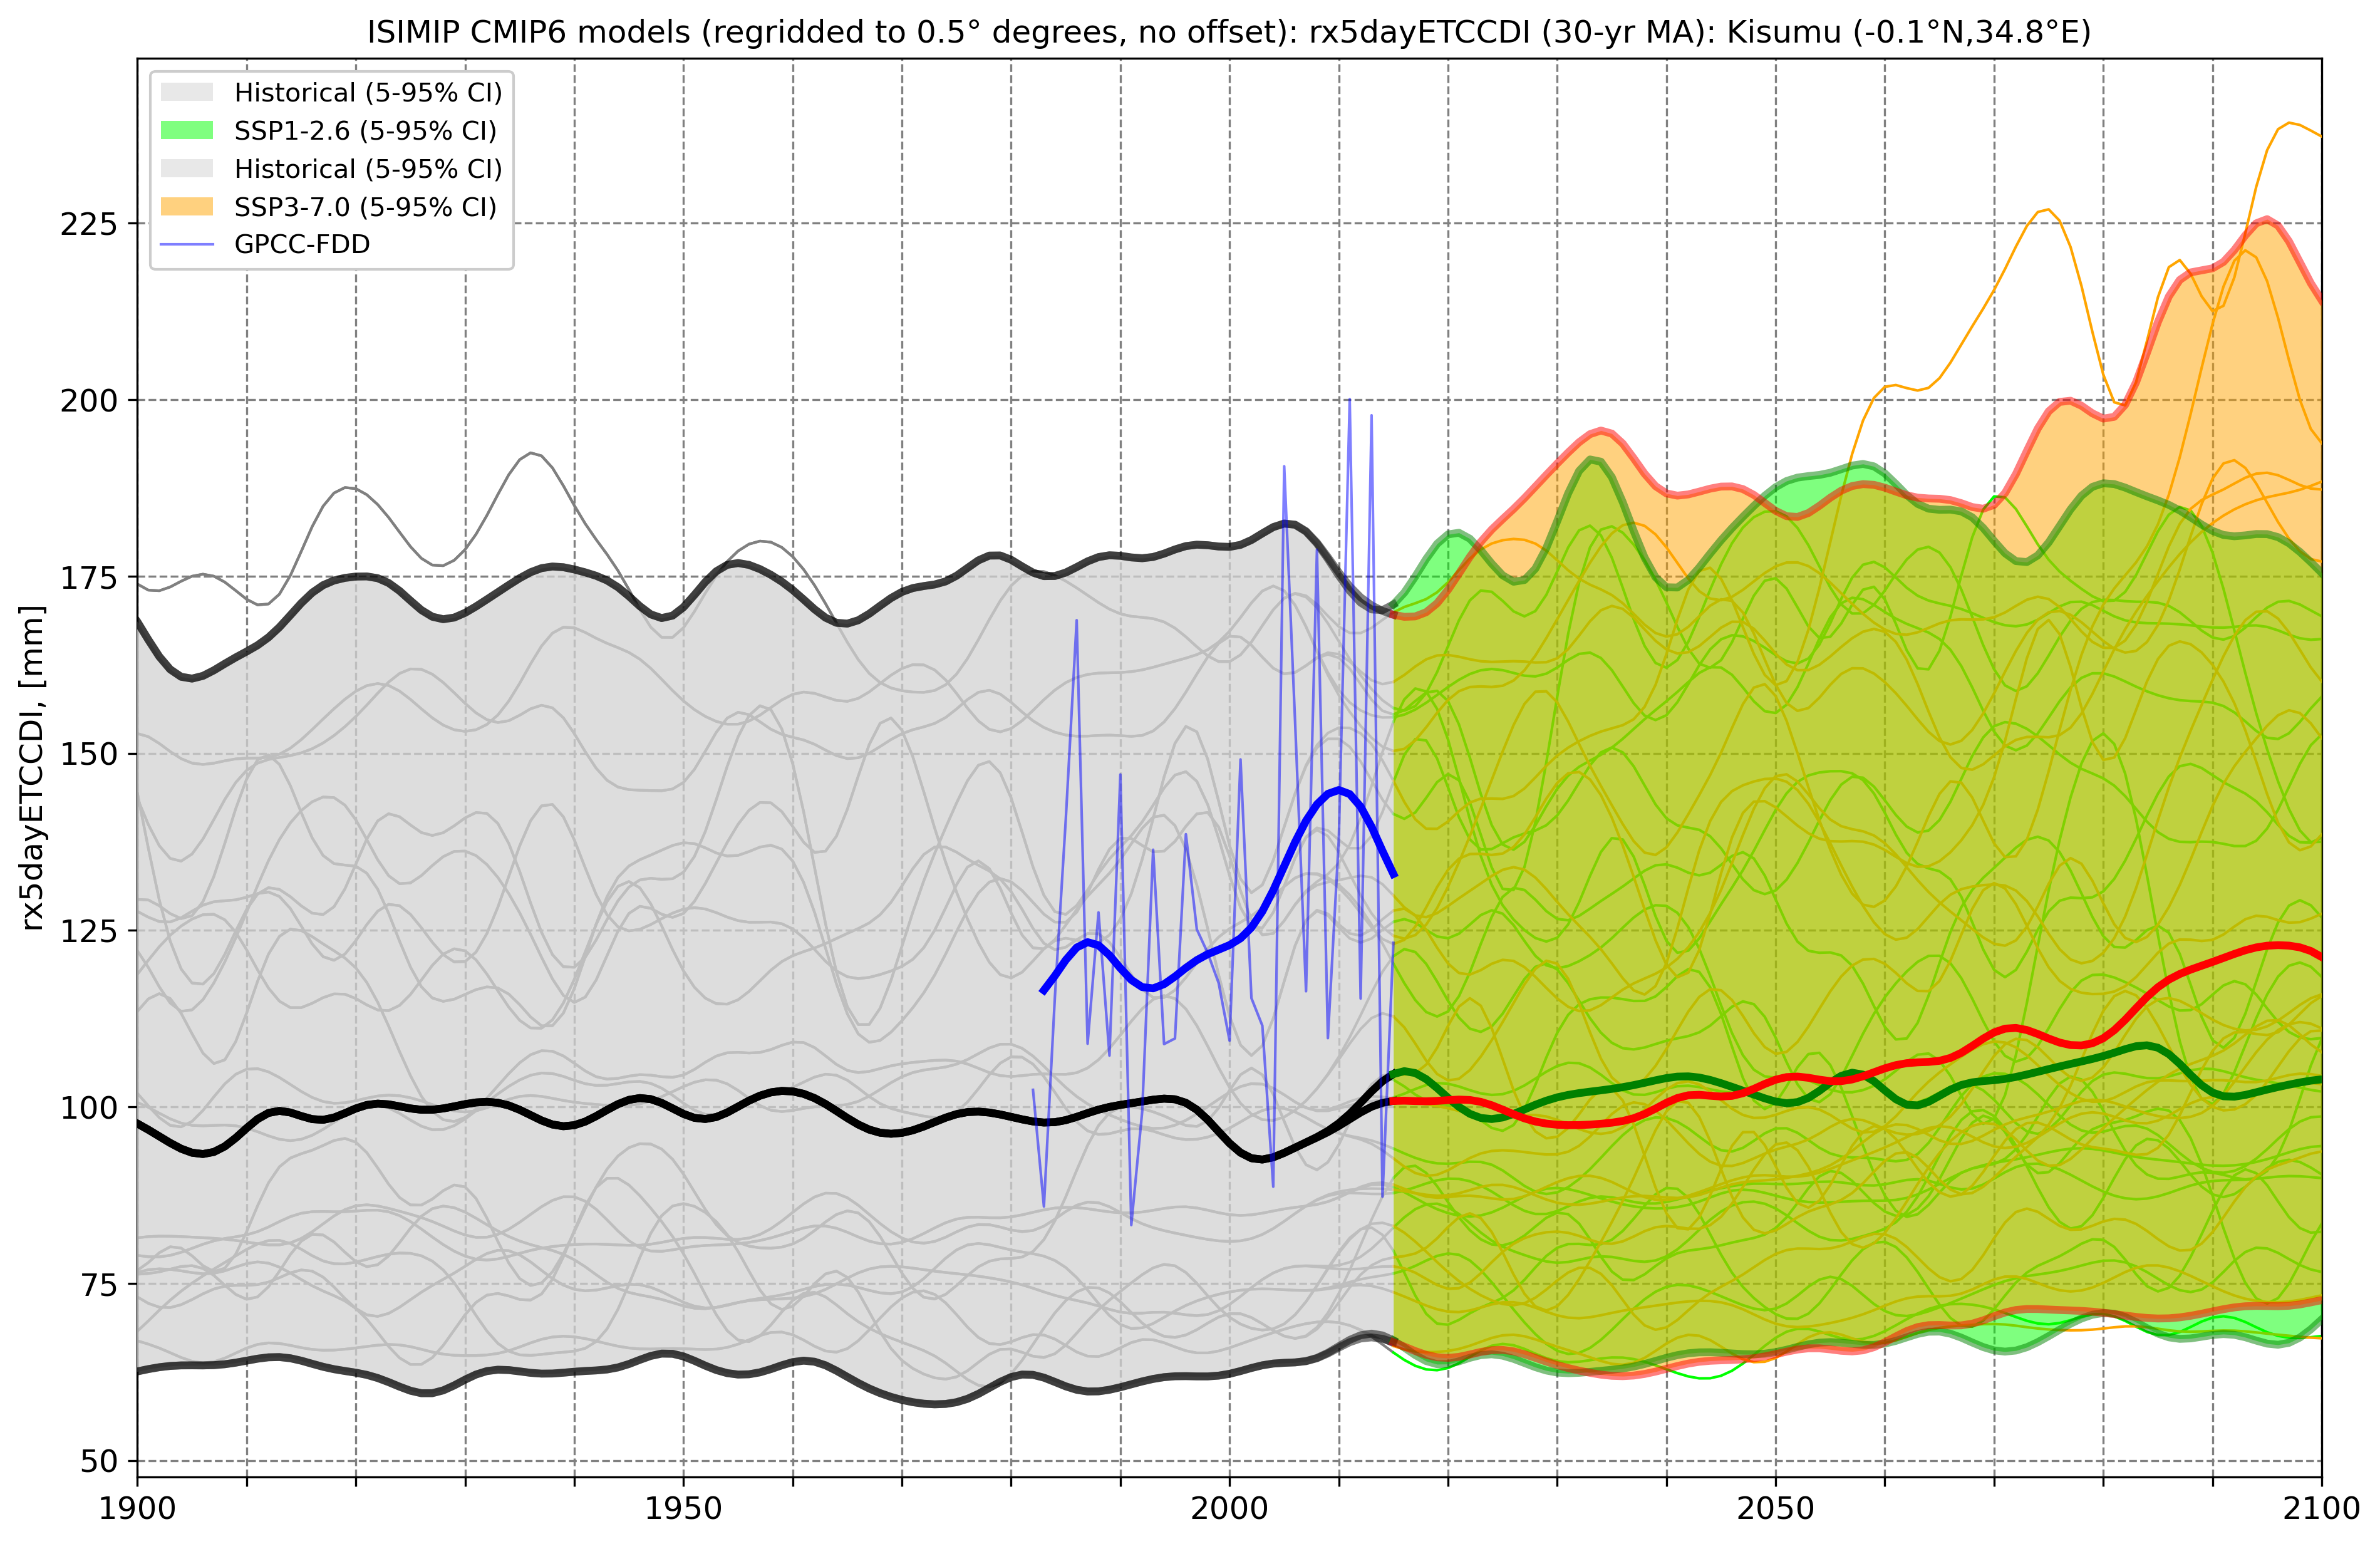 ISIMIP CMIP6 models (regridded to 0.5° degrees, no offset): rx5dayETCCDI (30-yr MA): Kisumu (-0.1°N,34.8°E)
Historical (5-95% CI)
SSP1-2.6 (5-95% CI)
Historical (5-95% CI)
SSP3-7.0 (5-95% CI)
GPCC-FDD
rx5dayETCCDI, [mm]
225
200
175
150
125
100
75
50
1900 1950 2000 2050 2100